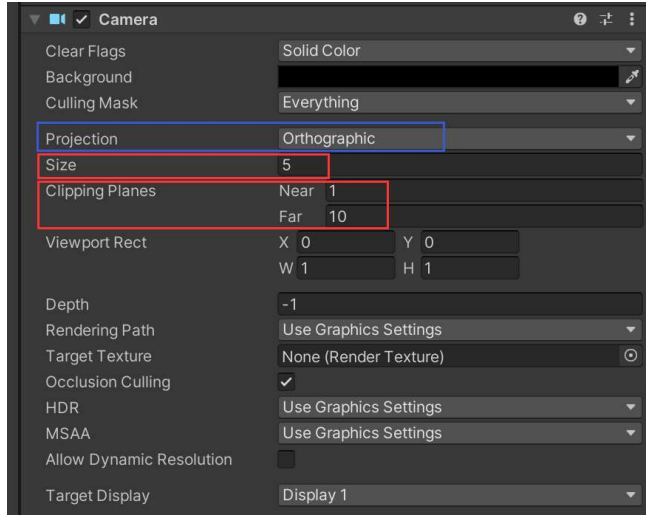 Camera
Clear Flags Solid Color
Background
Culling Mask Everything
Projection Orthographic
Size 5
Clipping Planes Near 1
Far 10
Viewport Rect X 0 Y 0
W 1 H 1
Depth -1
Rendering Path Use Graphics Settings
Target Texture None (Render Texture)
Occlusion Culling
HDR Use Graphics Settings
MSAA Use Graphics Settings
Allow Dynamic Resolution
Target Display Display 1